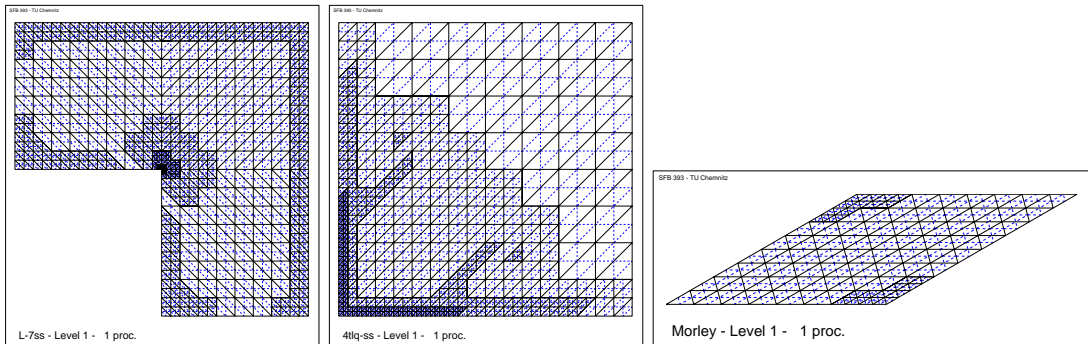 SFB 393 - TU Chemnitz
L-7ss - Level 1 - 1 proc.
SFB 393 - TU Chemnitz
4tlq-ss - Level 1 - 1 proc.
SFB 393 - TU Chemnitz
Morley - Level 1 - 1 proc.